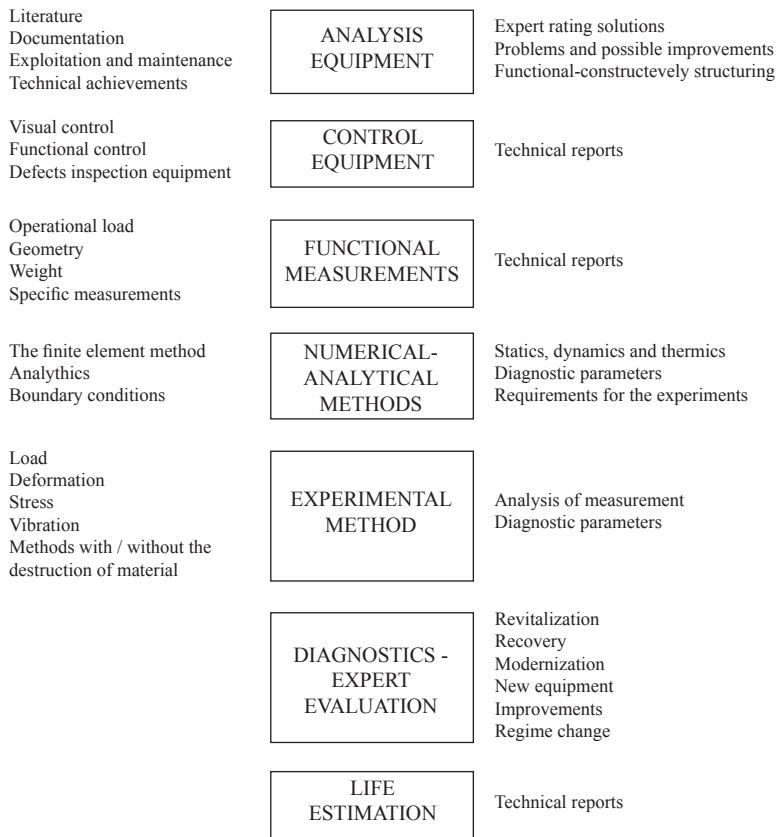 Literature
Documentation
Exploitation and maintenance
Technical achievements
ANALYSIS
EQUIPMENT
Expert rating solutions
Problems and possible improvements
Functional-constructevely structuring
Visual control
Functional control
Defects inspection equipment
CONTROL
EQUIPMENT
Technical reports
Operational load
Geometry
Weight
Specific measurements
FUNCTIONAL
MEASUREMENTS
Technical reports
The finite element method
Analythics
Boundary conditions
NUMERICAL-
ANALYTICAL
METHODS
Statics, dynamics and thermics
Diagnostic parameters
Requirements for the experiments
Load
Deformation
Stress
Vibration
Methods with / without the
destruction of material
EXPERIMENTAL
METHOD
Analysis of measurement
Diagnostic parameters
DIAGNOSTICS -
EXPERT
EVALUATION
Revitalization
Recovery
Modernization
New equipment
Improvements
Regime change
LIFE
ESTIMATION
Technical reports